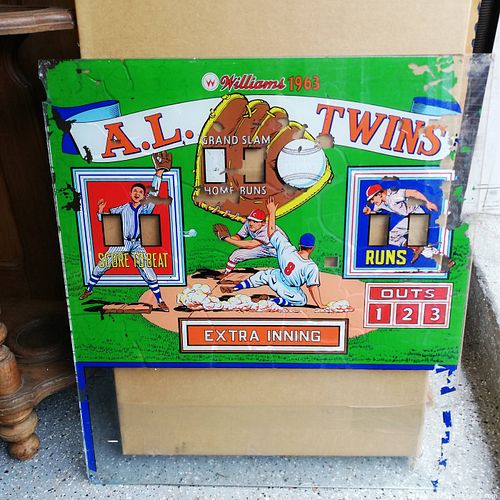 W Williams 1963
A.L. TWINS
GRAND SLAM
HOME RUNS
SCORE TO BEAT
RUNS
8
OUTS
1 2 3
EXTRA INNING